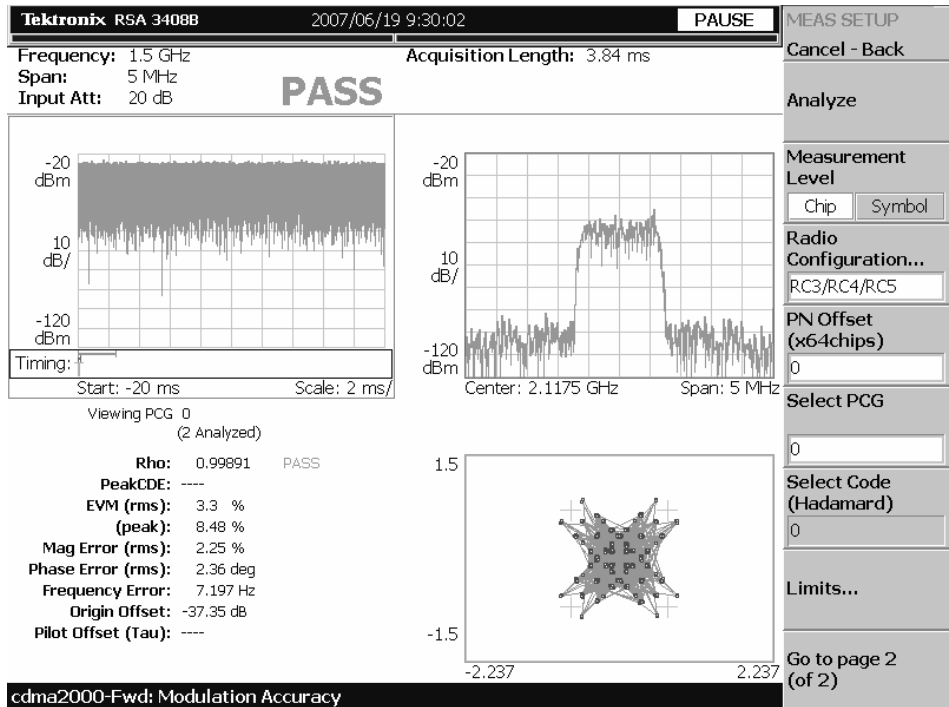 Tektronix RSA 3408B 2007/06/19 9:30:02 PAUSE
Frequency: 1.5 GHz
Span: 5 MHz
Input Att: 20 dB
PASS
Acquisition Length: 3.84 ms
-20
dBm
10
dB/
-120
dBm
Timing:
Start: -20 ms Scale: 2 ms/
-20
dBm
10
dB/
-120
dBm
Center: 2.1175 GHz Span: 5 MHz
Viewing PCG 0
(2 Analyzed)
Rho: 0.99891 PASS
PeakCDE: ----
EVM (rms): 3.3 %
(peak): 8.48 %
Mag Error (rms): 2.25 %
Phase Error (rms): 2.36 deg
Frequency Error: 7.197 Hz
Origin Offset: -37.35 dB
Pilot Offset (Tau): ----
1.5
-1.5
-2.237 2.237
cdma2000-Fwd: Modulation Accuracy
MEAS SETUP
Cancel - Back
Analyze
Measurement
Level
Chip Symbol
Radio
Configuration...
RC3/RC4/RC5
PN Offset
(x64chips)
0
Select PCG
0
Select Code
(Hadamard)
0
Limits...
Go to page 2
(of 2)